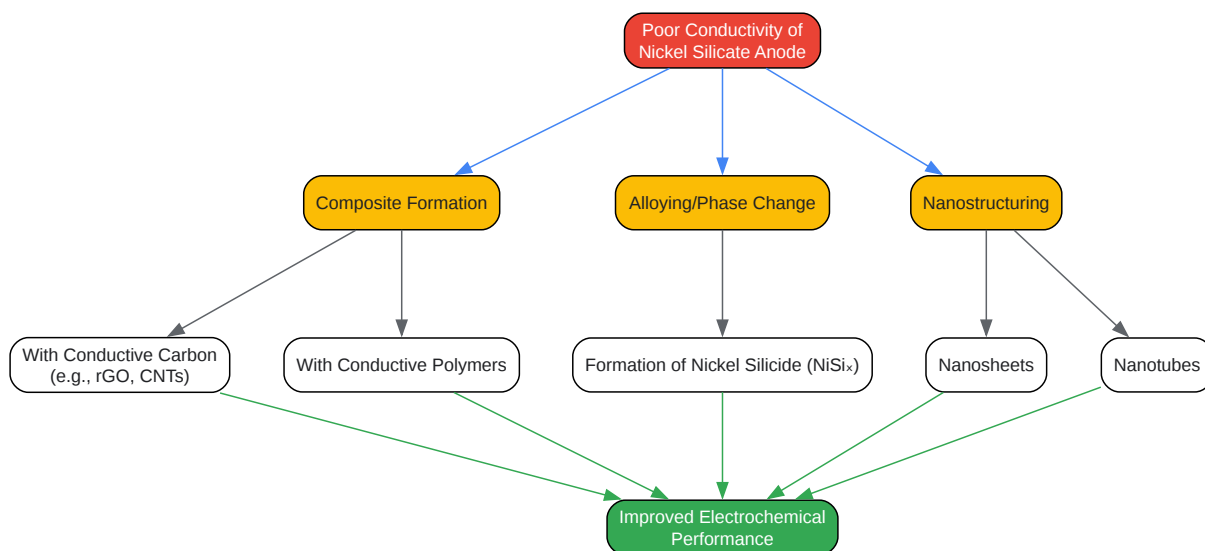 Poor Conductivity of
Nickel Silicate Anode
Composite Formation
Alloying/Phase Change
Nanostructuring
With Conductive Carbon
(e.g., rGO, CNTs)
With Conductive Polymers
Formation of Nickel Silicide (NiSiₓ)
Nanosheets
Nanotubes
Improved Electrochemical
Performance